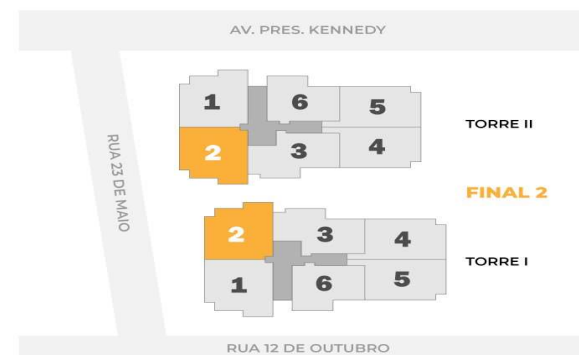 AV. PRES. KENNEDY
1
6
5
TORRE II
2
3
4
RUA 23 DE MAIO
FINAL 2
2
3
4
TORRE I
1
6
5
RUA 12 DE OUTUBRO